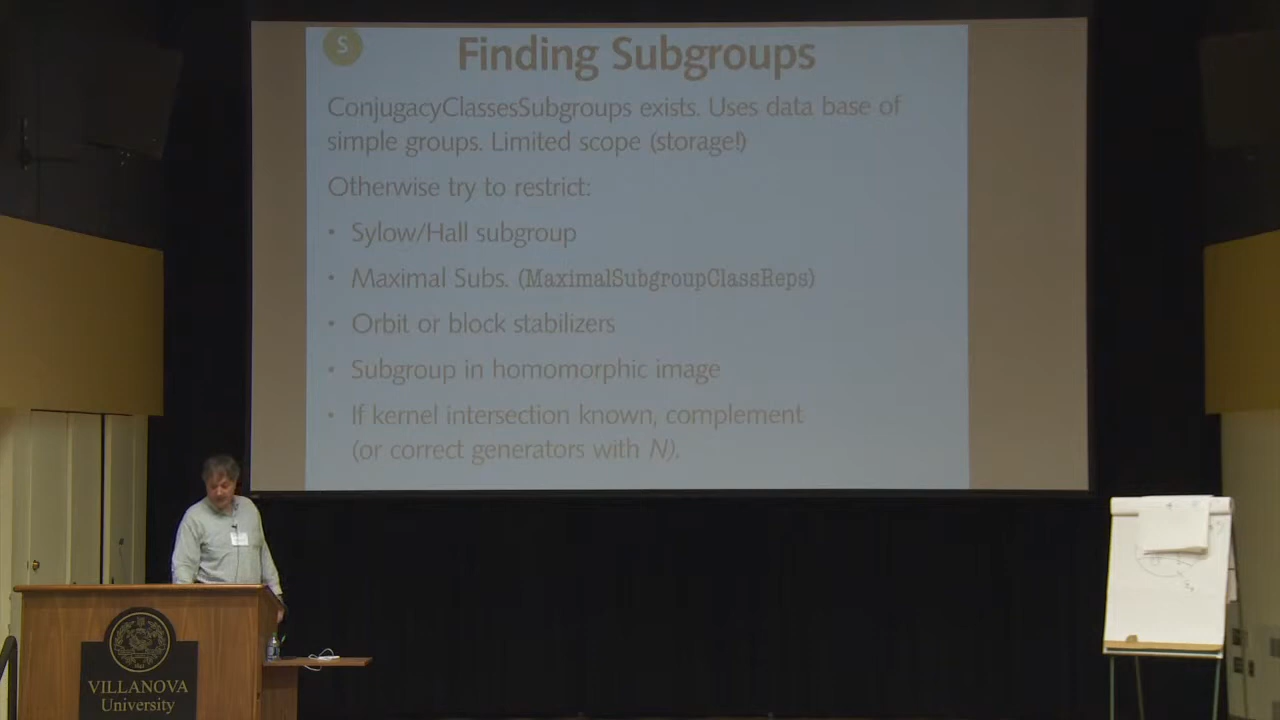 S
Finding Subgroups
ConjugacyClassesSubgroups exists. Uses data base of
simple groups. Limited scope (storage!)
Otherwise try to restrict:
• Sylow/Hall subgroup
• Maximal Subs. (MaximalSubgroupClassReps)
• Orbit or block stabilizers
• Subgroup in homomorphic image
• If kernel intersection known, complement
(or correct generators with N).
VILLANOVA
University